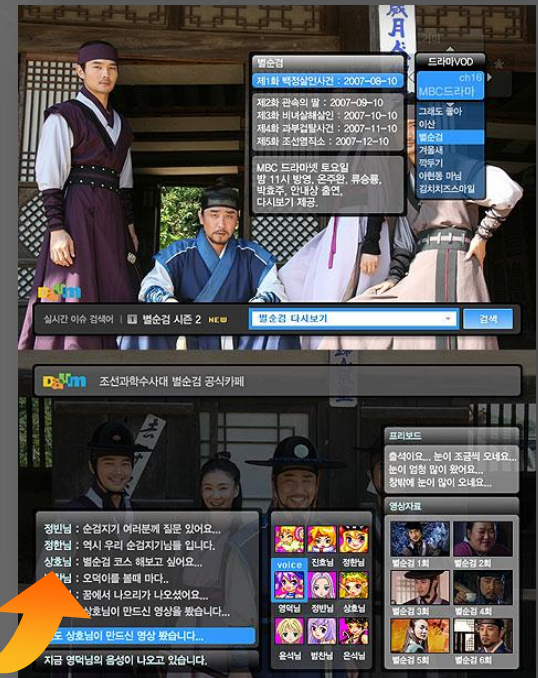 별순검
제1화 백정살인사건 : 2007-08-10
제2화 관속의 딸 : 2007-09-10
제3화 비녀살해살인 : 2007-10-10
제4화 과부겁탈사건 : 2007-11-10
제5화 조선염직소 : 2007-12-10
MBC 드라마넷 토요일
밤 11시 방영, 온주완, 류승룡,
박효주, 안내상 출연,
다시보기 제공.
드라마VOD
ch16
MBC드라마
그래도 좋아
이산
별순검
겨울새
깍두기
아현동 마님
김치치즈스마일
Daum
실시간 이슈 검색어 | 1 별순검 시즌 2 NEW
별순검 다시보기
검색
Daum 조선과학수사대 별순검 공식카페
프리보드
출석이요... 눈이 조금씩 오네요...
눈이 엄청 많이 왔어요...
창밖에 눈이 많이 오네요...
영상자료
별순검 1회
별순검 2회
별순검 3회
별순검 4회
별순검 5회
별순검 6회
정빈님 : 순검지기 여러분께 질문 있어요...
정한님 : 역시 우리 순검지기님들 입니다.
상호님 : 별순검 코스 해보고 싶어요...
: 오덕이를 볼때 마다..
: 꿈에서 나으리가 나오셨어요...
상호님이 만드신 영상을 봤습니다...
도 상호님이 만드신 영상 봤습니다...
지금 영덕님의 음성이 나오고 있습니다.
voice
진호님
정한님
영덕님
정빈님
상호님
윤석님
범찬님
은석님